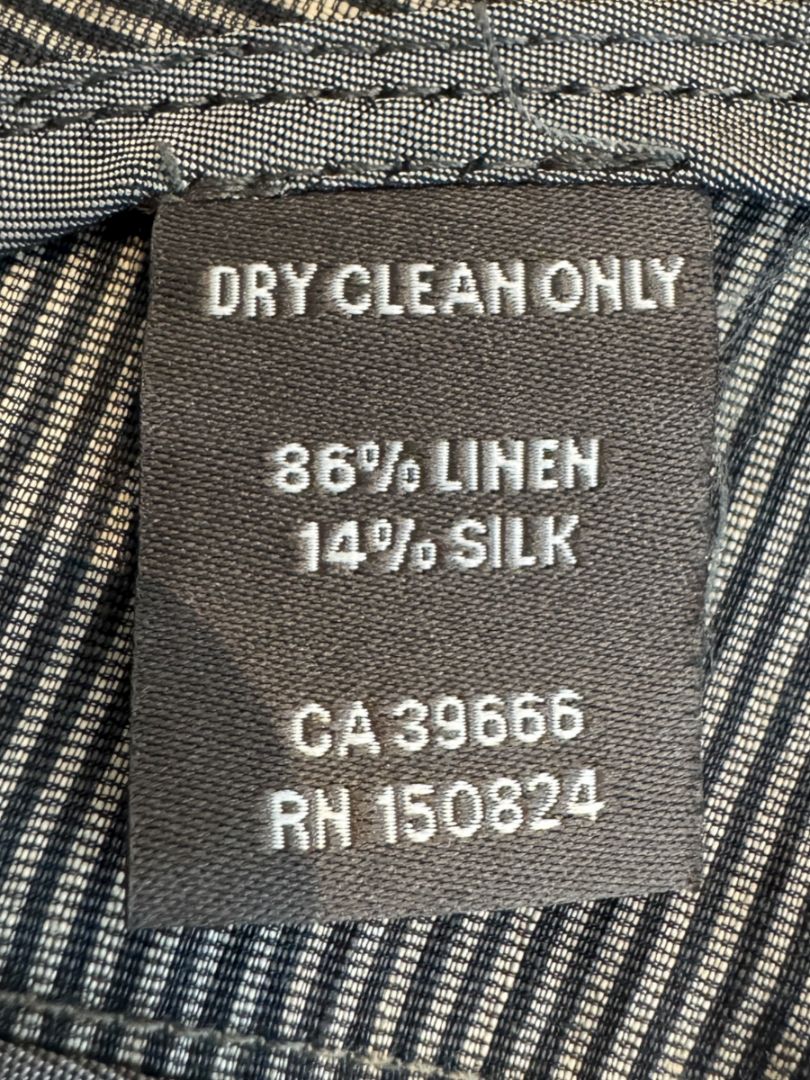 DRY CLEAN ONLY
86% LINEN
14% SILK
CA 39666
RN 150824